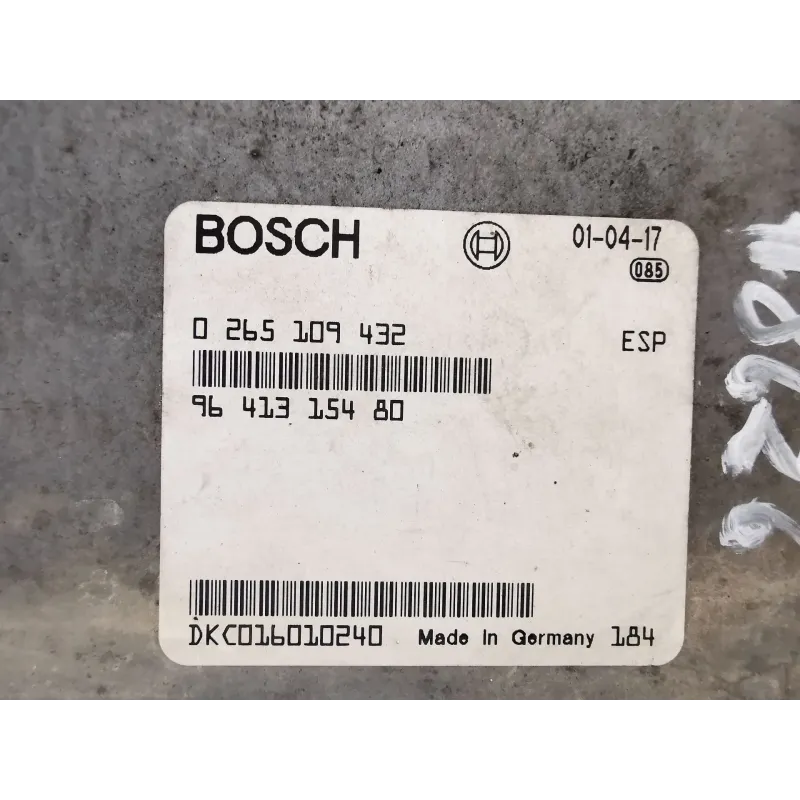 BOSCH 01-04-17
085
0 265 109 432 ESP
96 413 154 80
DKC016010240 Made in Germany 184